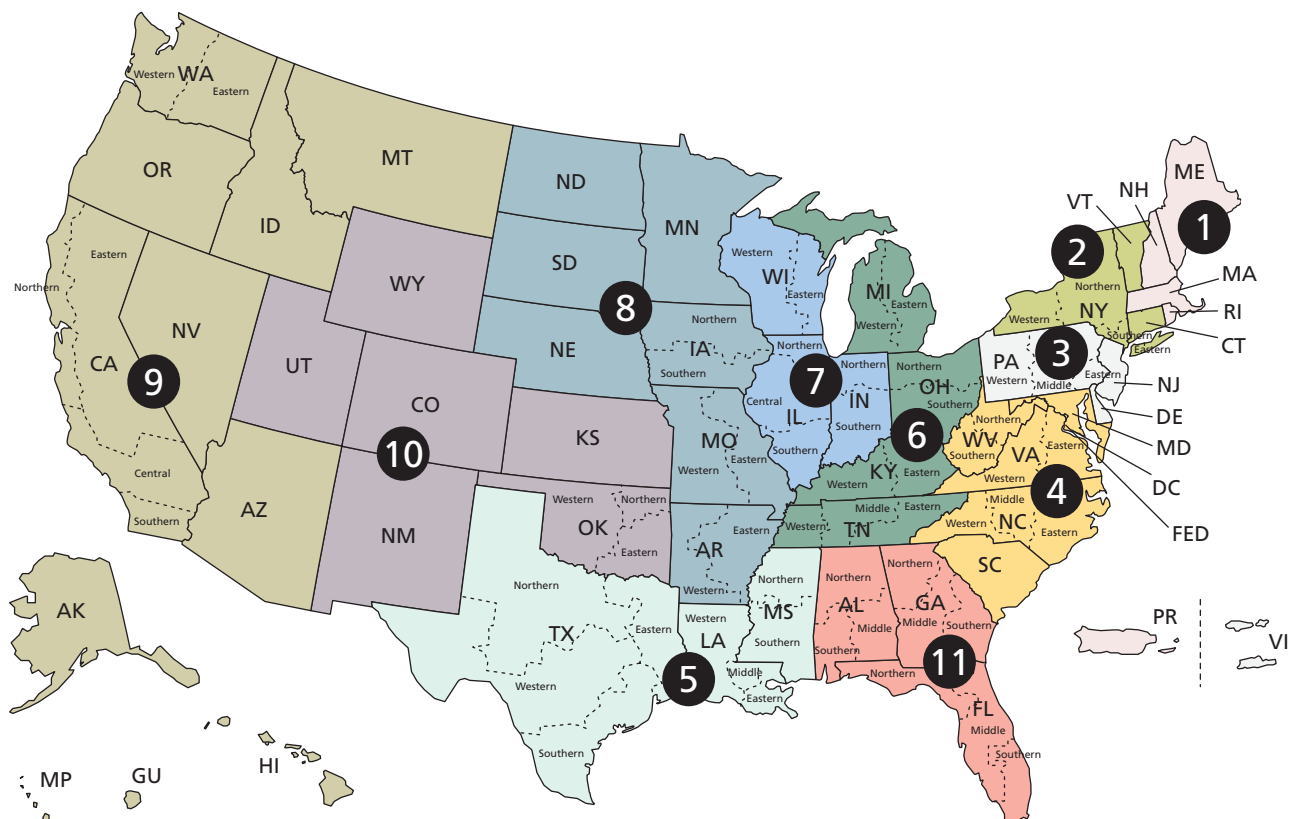 WA
Western
Eastern
OR
ID
MT
ND
MN
SD
WY
NE
8
IA
Northern
Southern
WI
Western
Eastern
MI
Eastern
Western
ME
NH
VT
1
2
MA
RI
CT
NY
Northern
Western
Southern
Eastern
3
PA
Western
Middle
Eastern
NJ
DE
MD
DC
FED
Northern
Eastern
NV
CA
9
Central
Southern
UT
CO
10
KS
AZ
NM
OK
Western
Northern
Eastern
MO
Eastern
Western
AR
Eastern
Western
7
IL
Northern
Central
Southern
IN
Northern
Southern
OH
Northern
Southern
6
KY
Western
Eastern
TN
Western
Middle
Eastern
WV
Northern
Southern
VA
Eastern
Western
4
NC
Western
Middle
Eastern
SC
TX
Northern
Eastern
Western
Southern
5
LA
Western
Middle
Eastern
MS
Northern
Southern
AL
Northern
Middle
Southern
GA
Northern
Middle
Southern
11
FL
Northern
Middle
Southern
AK
HI
GU
MP
PR
VI